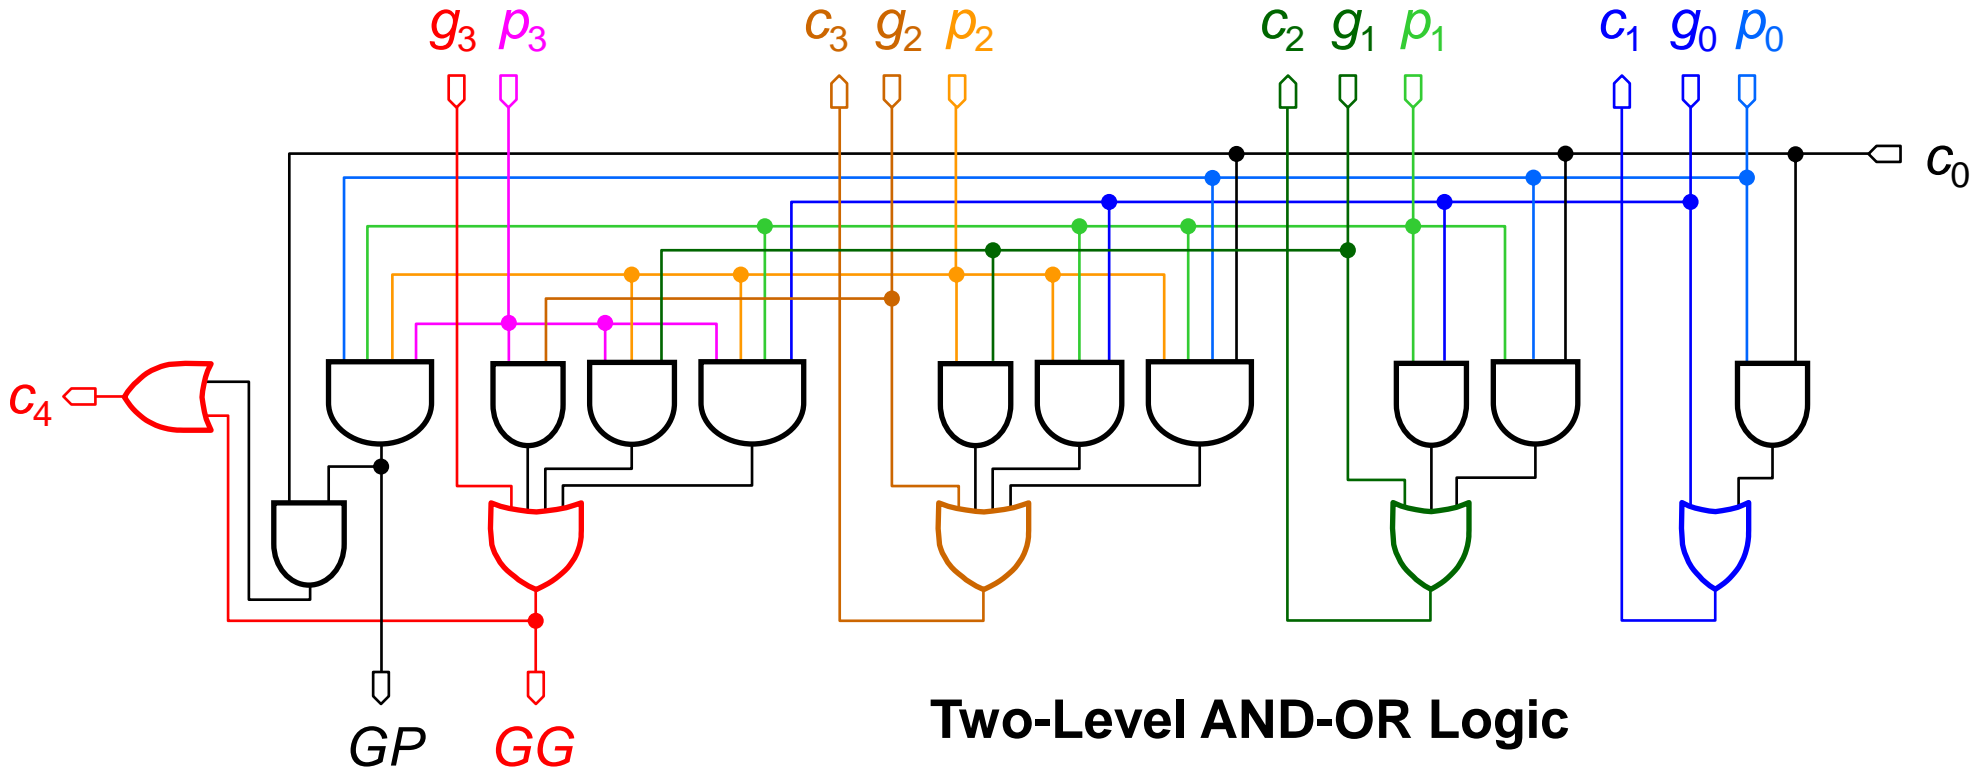 g3 p3 c3 g2 p2 c2 g1 p1 c1 g0 p0
c0
c4
Two-Level AND-OR Logic
GP GG